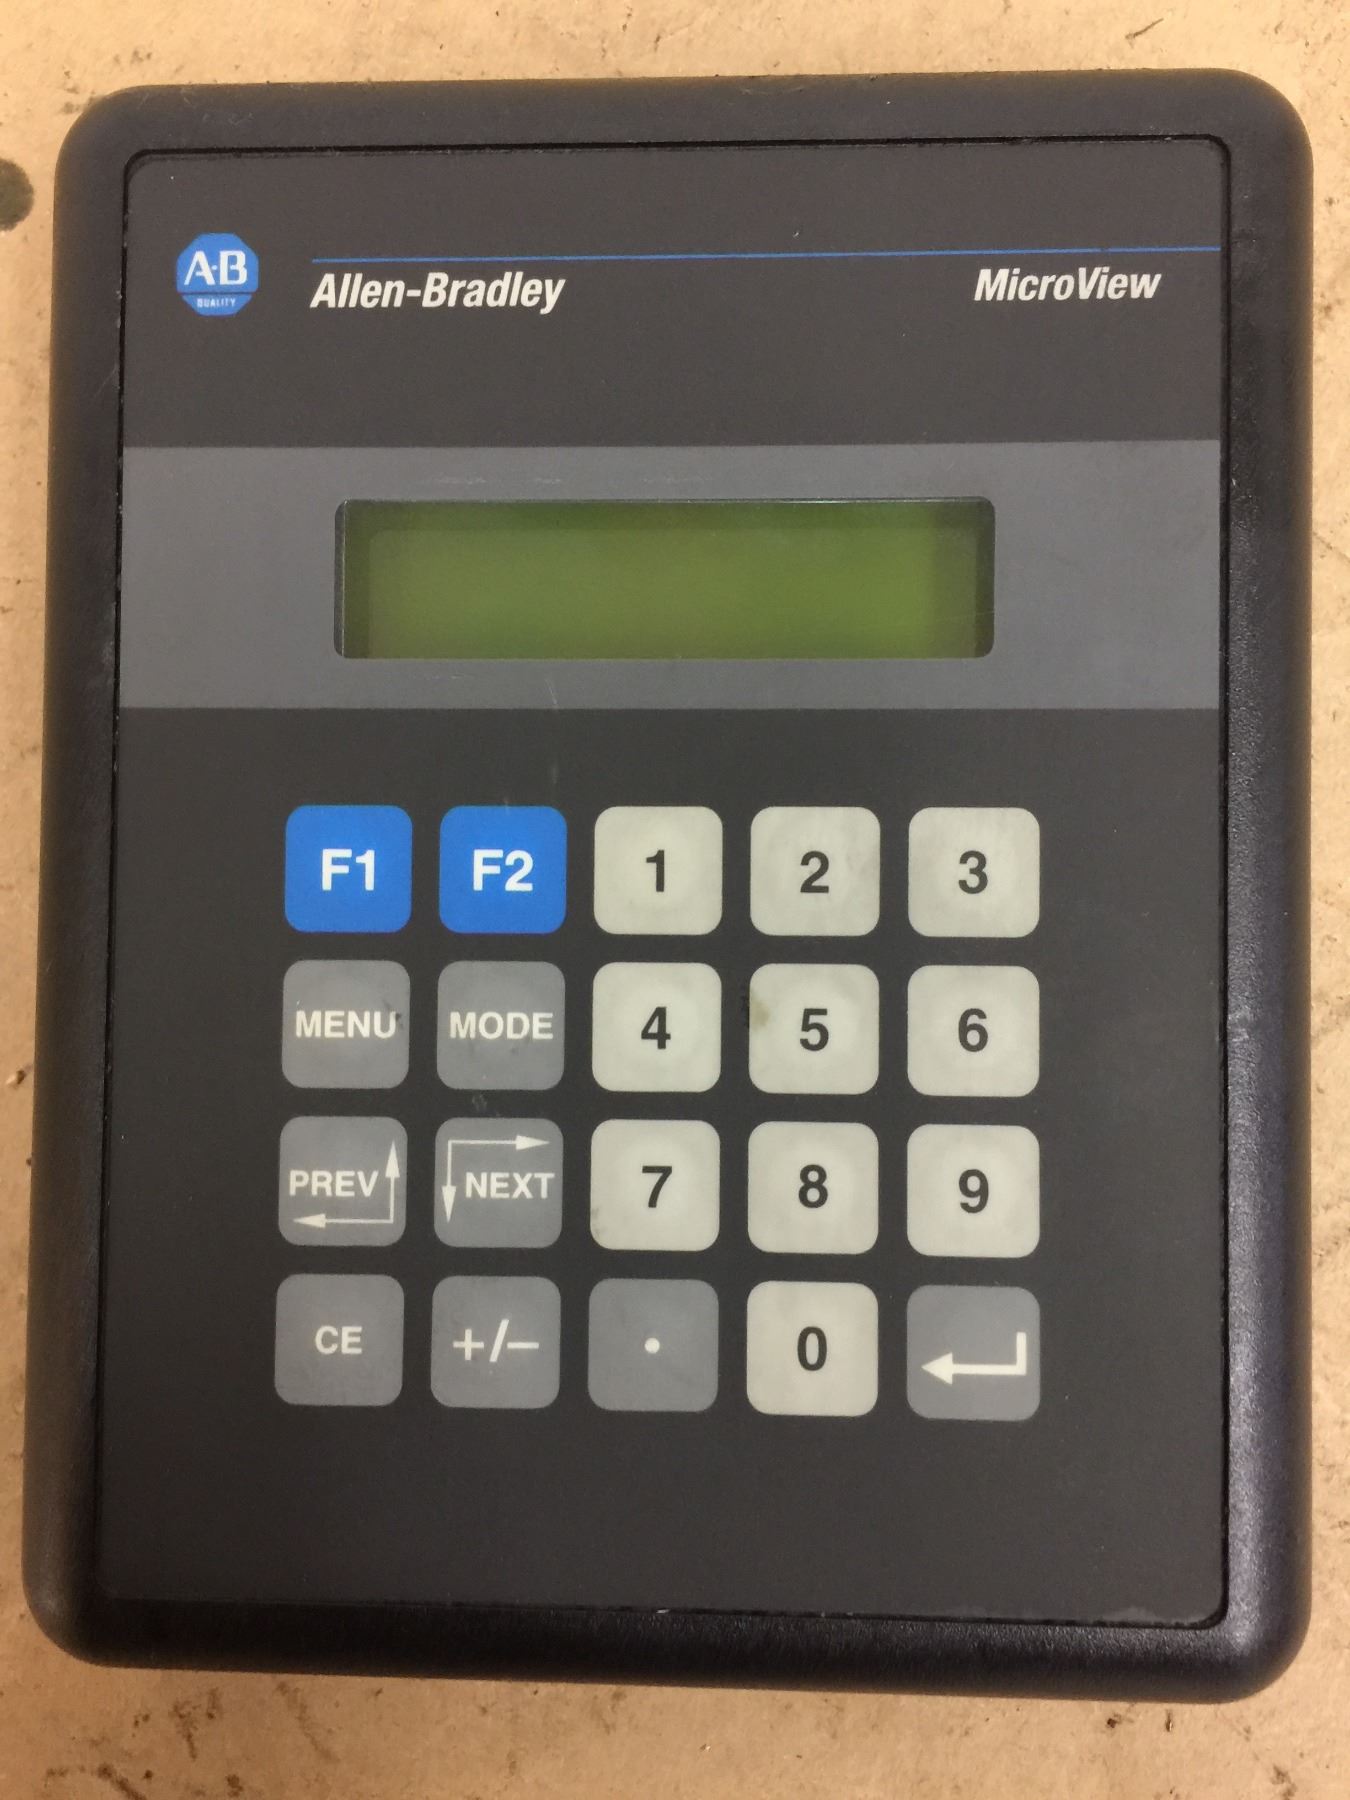 A·B
QUALITY
Allen-Bradley MicroView
F1 F2 1 2 3
MENU MODE 4 5 6
PREV NEXT 7 8 9
CE +/- . 0